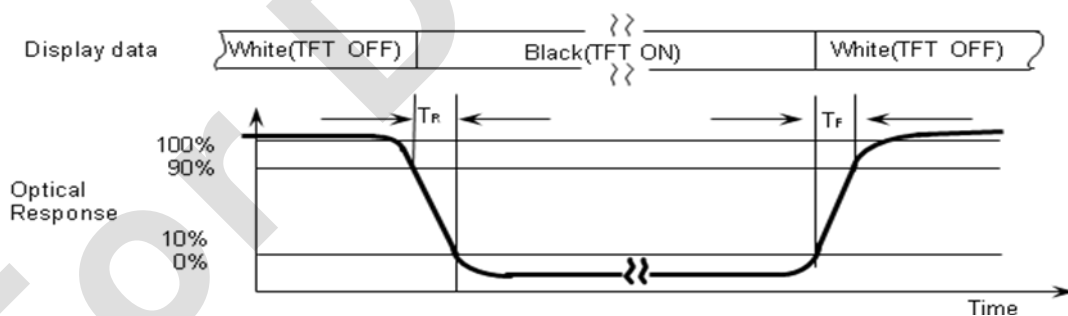 Display data
White(TFT OFF)
Black(TFT ON)
White(TFT OFF)
TR
TF
100%
90%
Optical
Response
10%
0%
Time